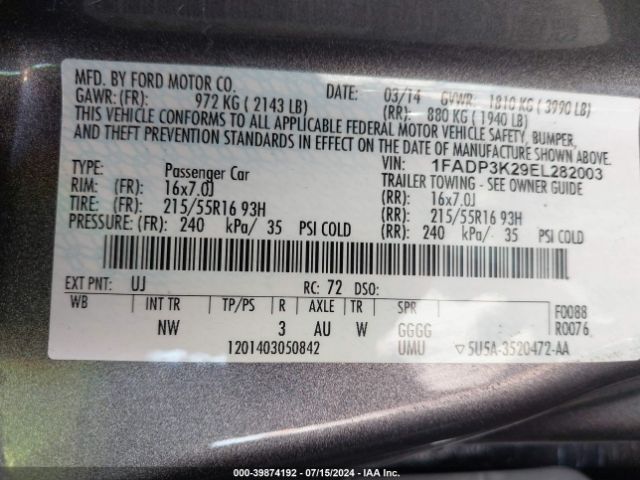 MFD. BY FORD MOTOR CO. DATE: 03/14 GVWR: 1810 KG ( 3990 LB)
GAWR: (FR): 972 KG ( 2143 LB) (RR): 880 KG ( 1940 LB)
THIS VEHICLE CONFORMS TO ALL APPLICABLE FEDERAL MOTOR VEHICLE SAFETY, BUMPER,
AND THEFT PREVENTION STANDARDS IN EFFECT ON THE DATE OF MANUFACTURE SHOWN ABOVE.
VIN: 1FADP3K29EL282003
TYPE: Passenger Car TRAILER TOWING - SEE OWNER GUIDE
RIM: (FR): 16x7.0J (RR): 16x7.0J
TIRE: (FR): 215/55R16 93H (RR): 215/55R16 93H
PRESSURE: (FR): 240 kPa/ 35 PSI COLD (RR): 240 kPa/ 35 PSI COLD
EXT PNT: UJ RC: 72 DSO:
WB INT TR TP/PS R AXLE TR SPR F0088
NW 3 AU W GGGG R0076
1201403050842 UMU ▽ 5U5A-3520472-AA
000-39874192 - 07/15/2024 - IAA Inc.